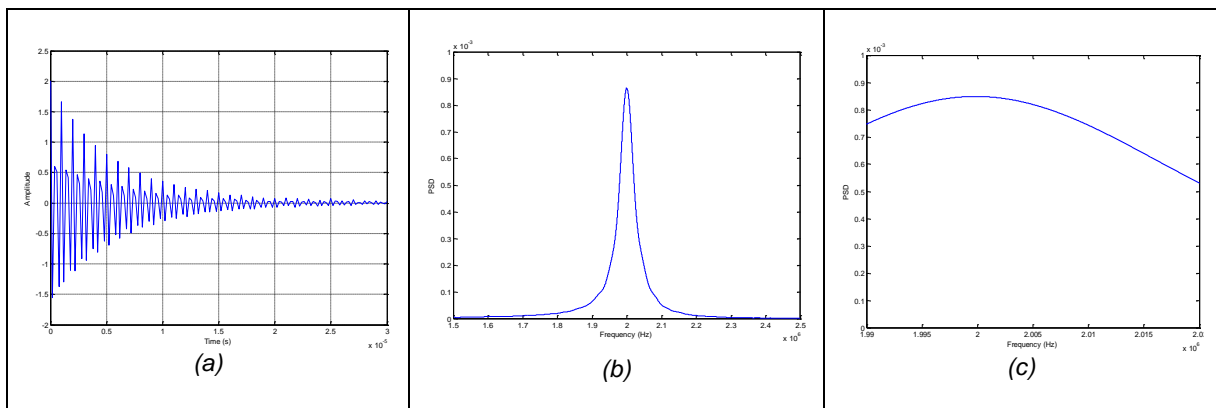 2.5
2
1.5
1
0.5
0
-0.5
-1
-1.5
-2
Amplitude
0 0.5 1 1.5 2 2.5 3
Time (s)
x 10-5
(a)
x 10-3
1
0.9
0.8
0.7
0.6
0.5
0.4
0.3
0.2
0.1
0
PSD
1.5 1.6 1.7 1.8 1.9 2 2.1 2.2 2.3 2.4 2.5
Frequency (Hz)
x 106
(b)
x 10-3
1
0.9
0.8
0.7
0.6
0.5
0.4
0.3
0.2
0.1
0
PSD
1.99 1.995 2 2.005 2.01 2.015 2.0
Frequency (Hz)
x 106
(c)